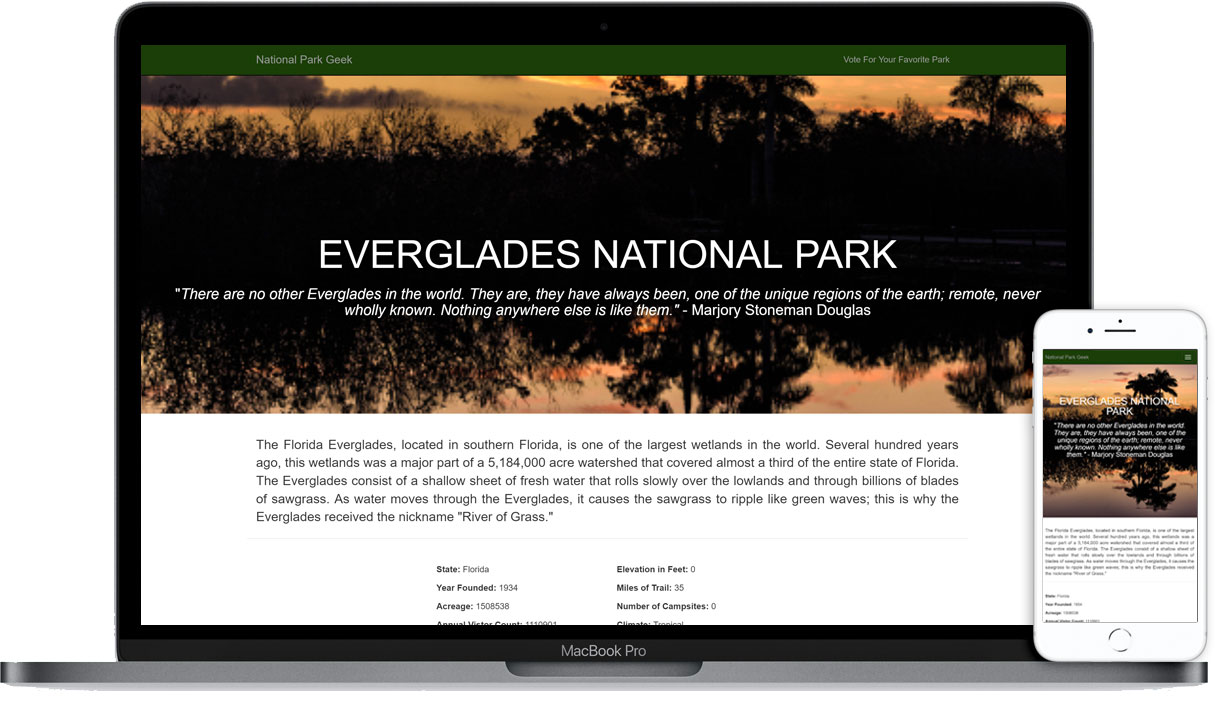 National Park Geek
Vote For Your Favorite Park
EVERGLADES NATIONAL PARK
"There are no other Everglades in the world. They are, they have always been, one of the unique regions of the earth; remote, never
wholly known. Nothing anywhere else is like them." - Marjory Stoneman Douglas
The Florida Everglades, located in southern Florida, is one of the largest wetlands in the world. Several hundred years
ago, this wetlands was a major part of a 5,184,000 acre watershed that covered almost a third of the entire state of Florida.
The Everglades consist of a shallow sheet of fresh water that rolls slowly over the lowlands and through billions of blades
of sawgrass. As water moves through the Everglades, it causes the sawgrass to ripple like green waves; this is why the
Everglades received the nickname "River of Grass."
State: Florida
Year Founded: 1934
Acreage: 1508538
Annual Vistor Count: 1110901
Elevation in Feet: 0
Miles of Trail: 35
Number of Campsites: 0
Climate: Tropical
MacBook Pro
National Park Geek
EVERGLADES NATIONAL
PARK
"There are no other Everglades in the world.
They are, they have always been, one of the
unique regions of the earth; remote, never
wholly known. Nothing anywhere else is like
them." - Marjory Stoneman Douglas
The Florida Everglades, located in southern Florida, is one of the largest
wetlands in the world. Several hundred years ago, this wetlands was a
major part of a 5,184,000 acre watershed that covered almost a third of
the entire state of Florida. The Everglades consist of a shallow sheet of
fresh water that rolls slowly over the lowlands and through billions of
blades of sawgrass. As water moves through the Everglades, it causes the
sawgrass to ripple like green waves; this is why the Everglades received
the nickname "River of Grass."
State: Florida
Year Founded: 1934
Acreage: 1508538
Annual Vistor Count: 1110901